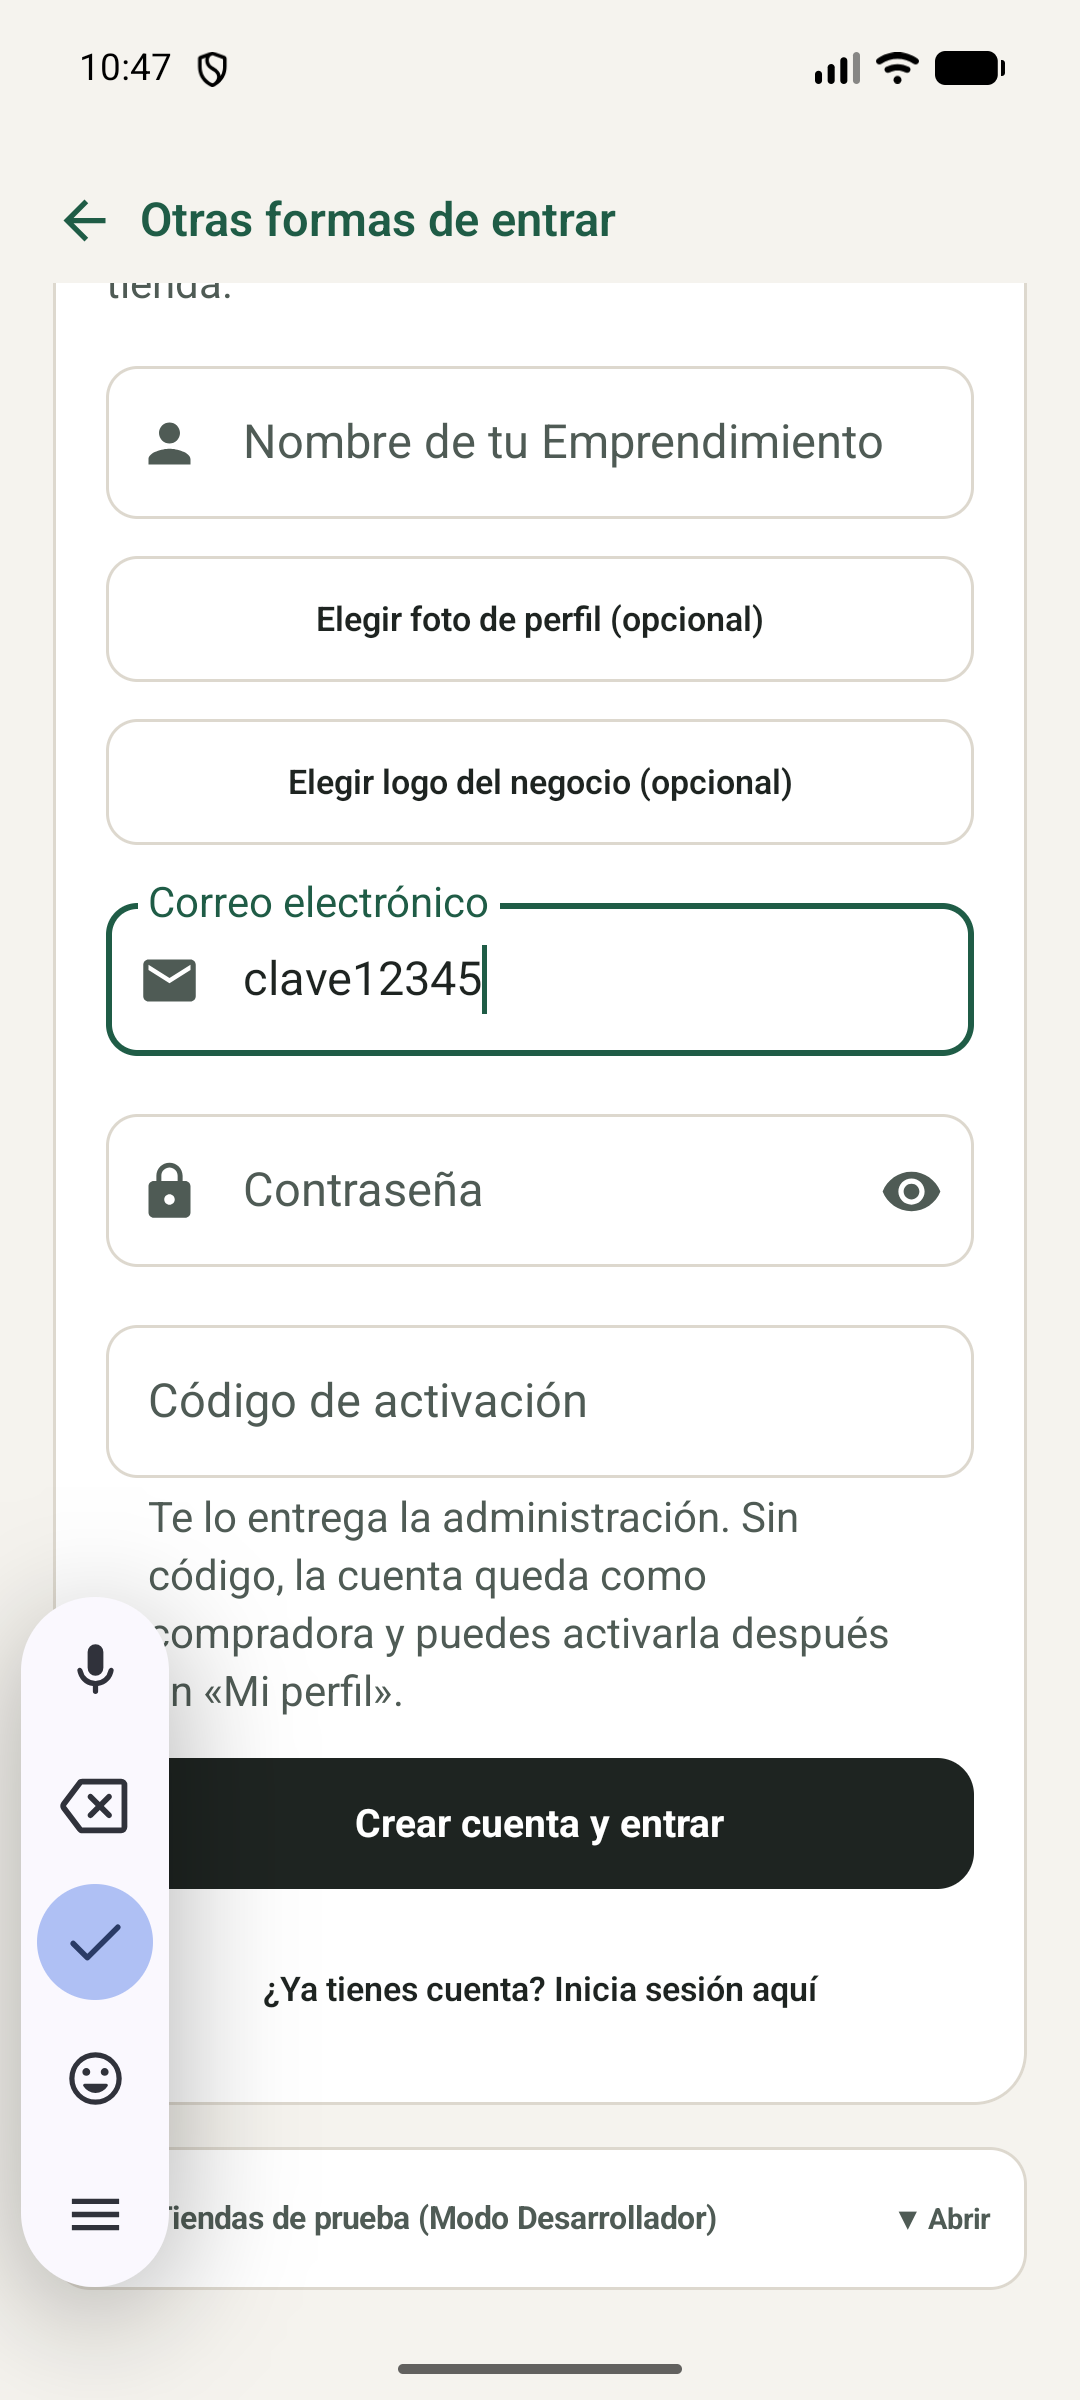 10:47
Otras formas de entrar
tienda.
Nombre de tu Emprendimiento
Elegir foto de perfil (opcional)
Elegir logo del negocio (opcional)
Correo electrónico
clave12345
Contraseña
Código de activación
Te lo entrega la administración. Sin
código, la cuenta queda como
compradora y puedes activarla después
n «Mi perfil».
Crear cuenta y entrar
¿Ya tienes cuenta? Inicia sesión aquí
Tiendas de prueba (Modo Desarrollador)
▼ Abrir